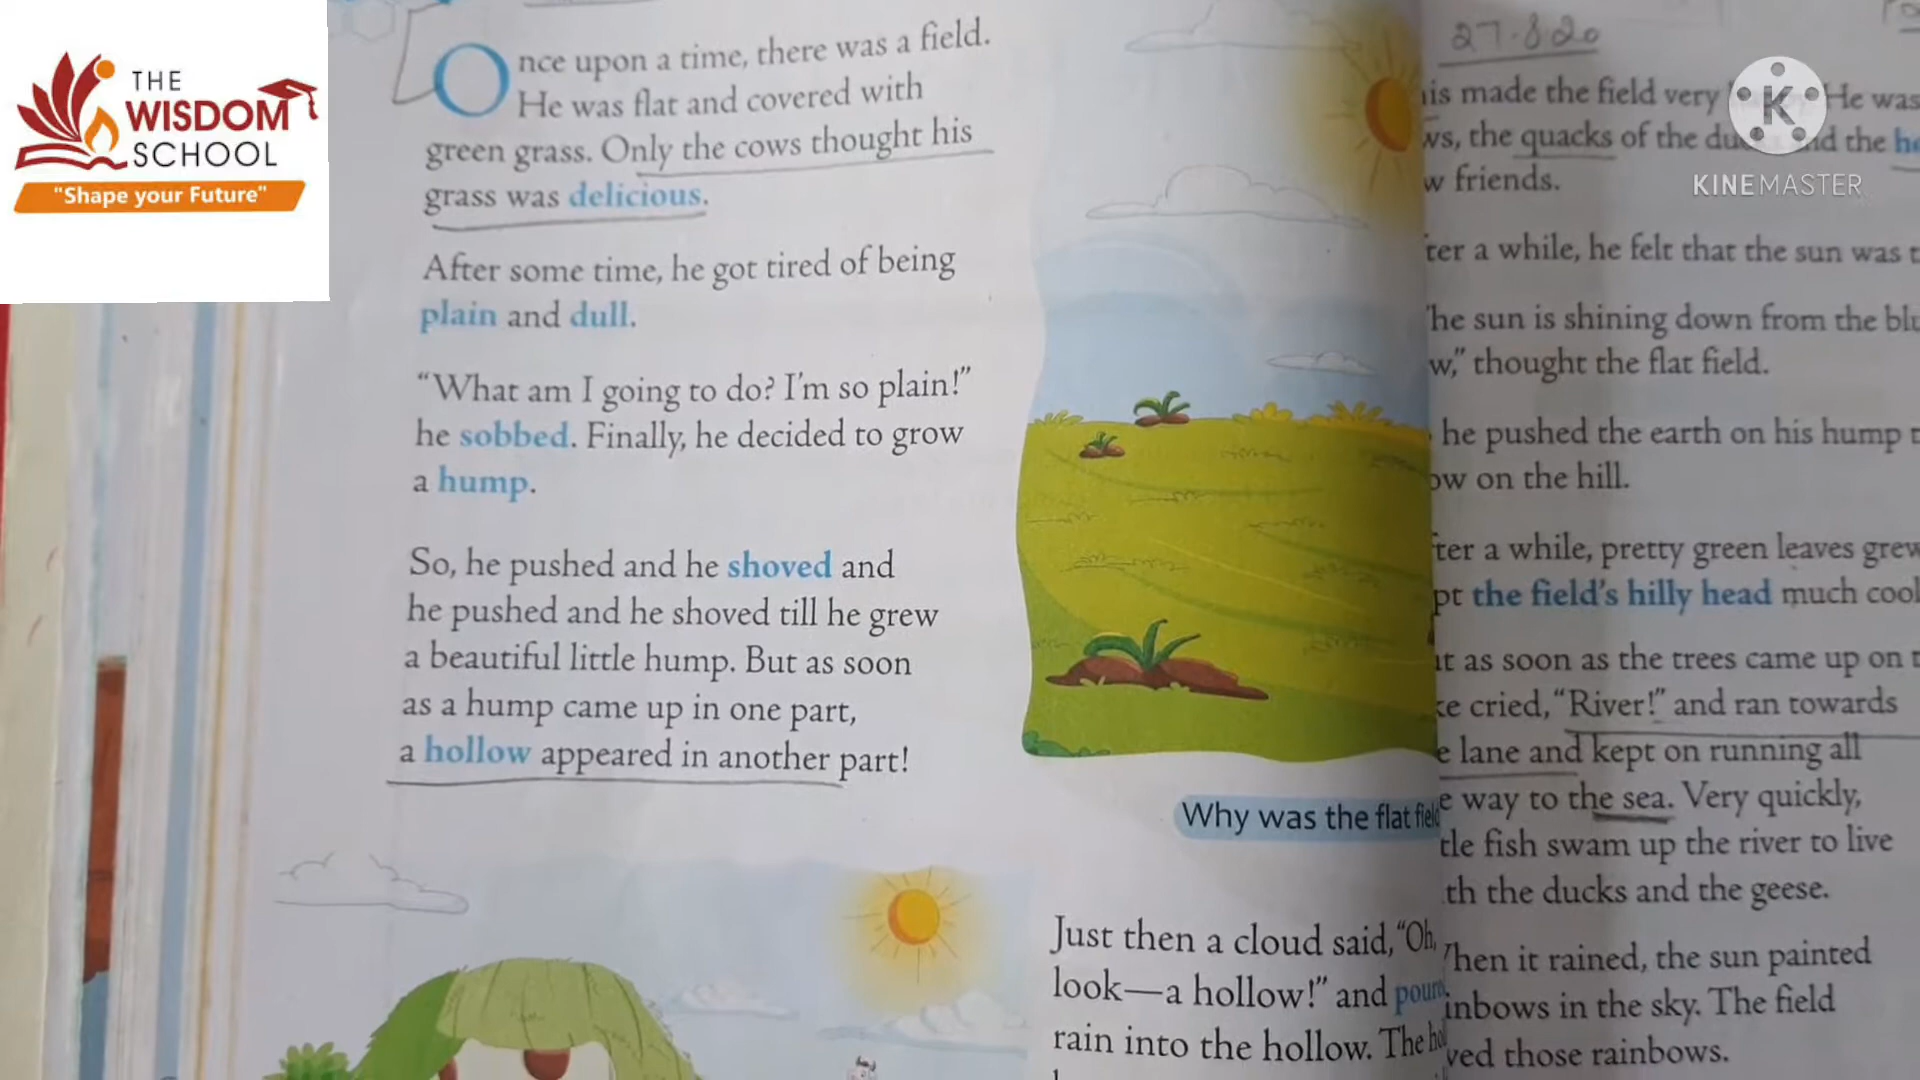 THE
WISDOM
SCHOOL
"Shape your Future"
Once upon a time, there was a field.
He was flat and covered with
green grass. Only the cows thought his
grass was delicious.
After some time, he got tired of being
plain and dull.
“What am I going to do? I’m so plain!”
he sobbed. Finally, he decided to grow
a hump.
So, he pushed and he shoved and
he pushed and he shoved till he grew
a beautiful little hump. But as soon
as a hump came up in one part,
a hollow appeared in another part!
Why was the flat
Just then a cloud said, “Oh,
look—a hollow!” and
rain into the hollow. The
27.8.20
made the field very He was
the quacks of the and the
friends.
a while, he felt that the sun was
sun is shining down from the
thought the flat field.
he pushed the earth on his hump
on the hill.
a while, pretty green leaves grew
the field’s hilly head much
as soon as the trees came up on
cried, “River!” and ran towards
lane and kept on running all
way to the sea. Very quickly,
fish swam up the river to live
the ducks and the geese.
it rained, the sun painted
in the sky. The field
those rainbows.
K
KINEMASTER